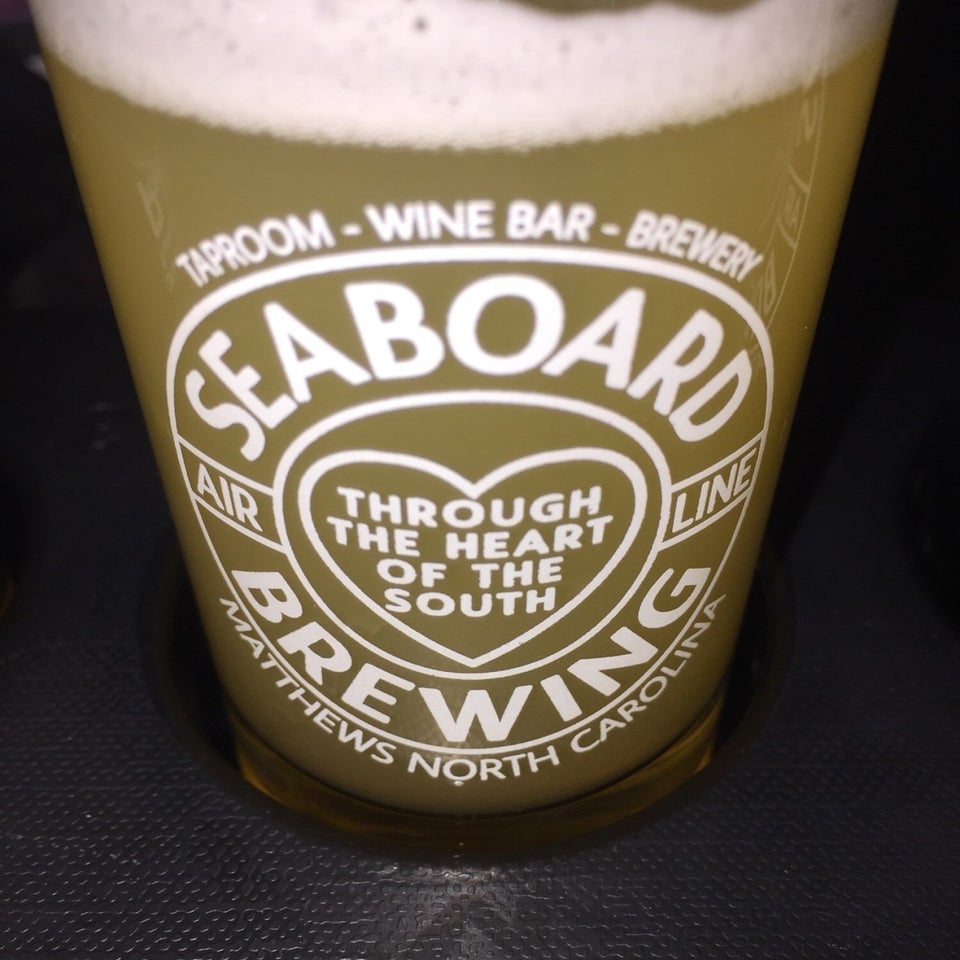 TAPROOM - WINE BAR - BREWERY
SEABOARD
AIR LINE
THROUGH
THE HEART
OF THE
SOUTH
BREWING
MATTHEWS NORTH CAROLINA